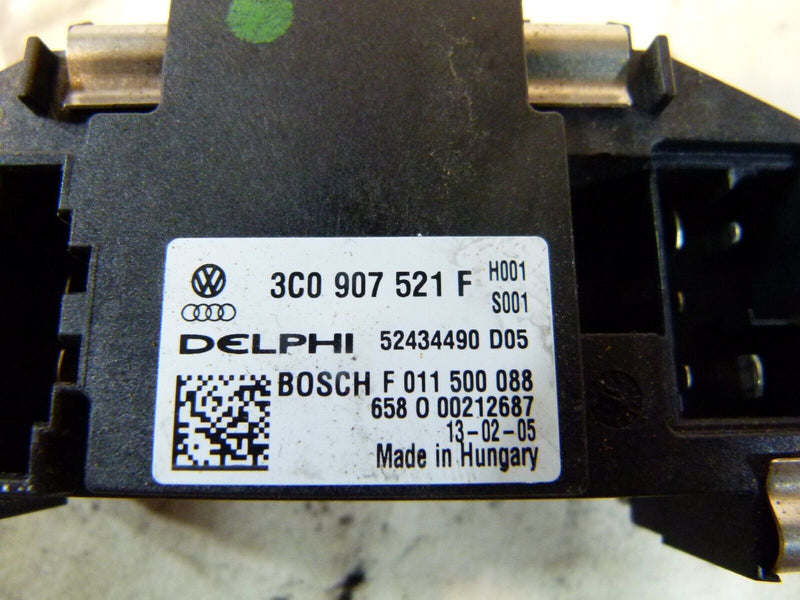 3C0 907 521 F H001
S001
DELPHI 52434490 D05
BOSCH F 011 500 088
658 0 00212687
13-02-05
Made in Hungary